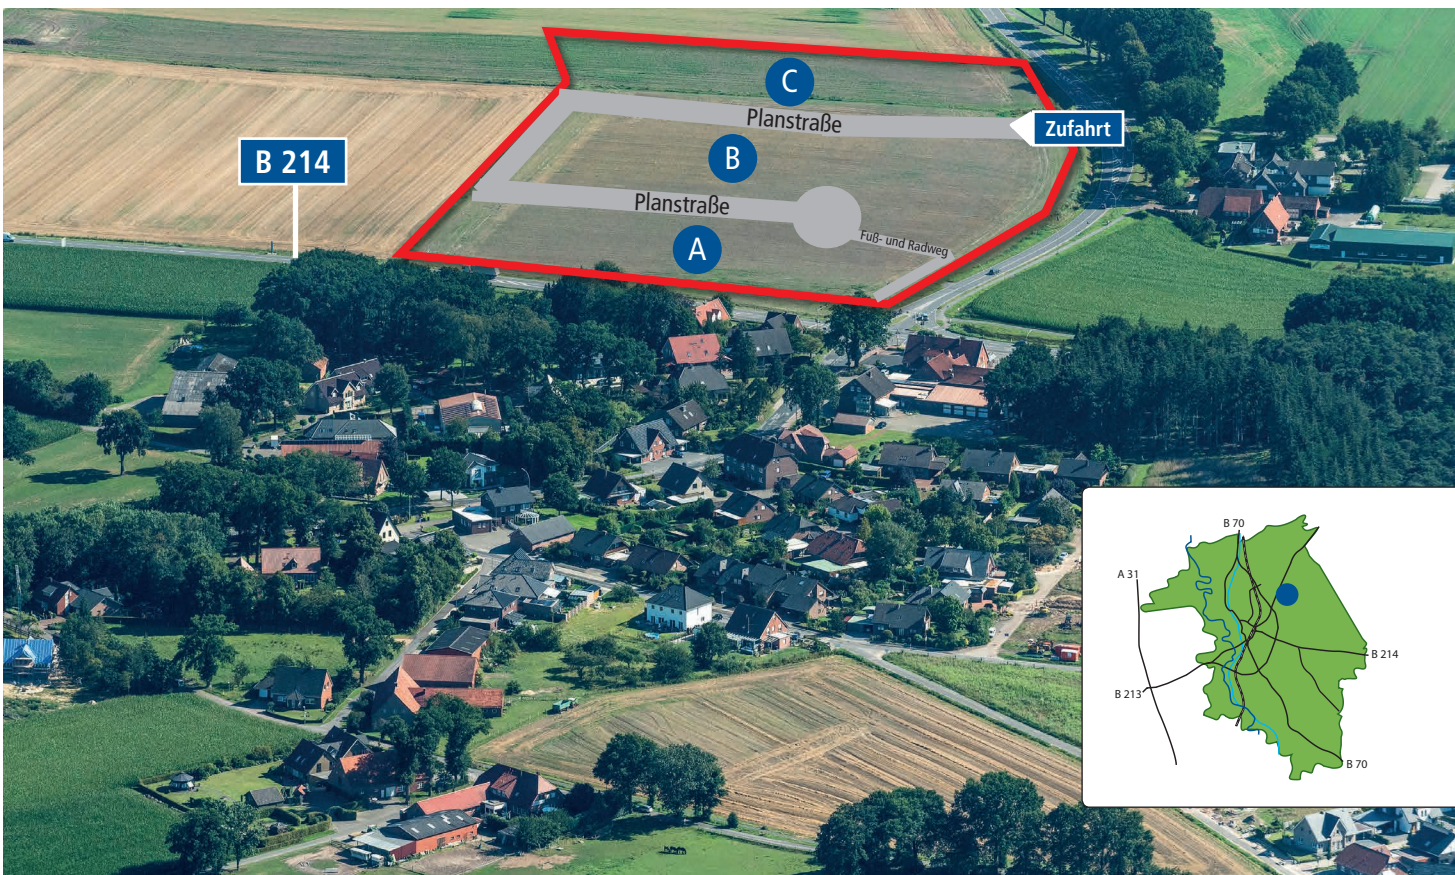 C
Planstraße
Zufahrt
B
B 214
Planstraße
A
Fuß- und Radweg
B 70
A 31
B 214
B 213
B 70